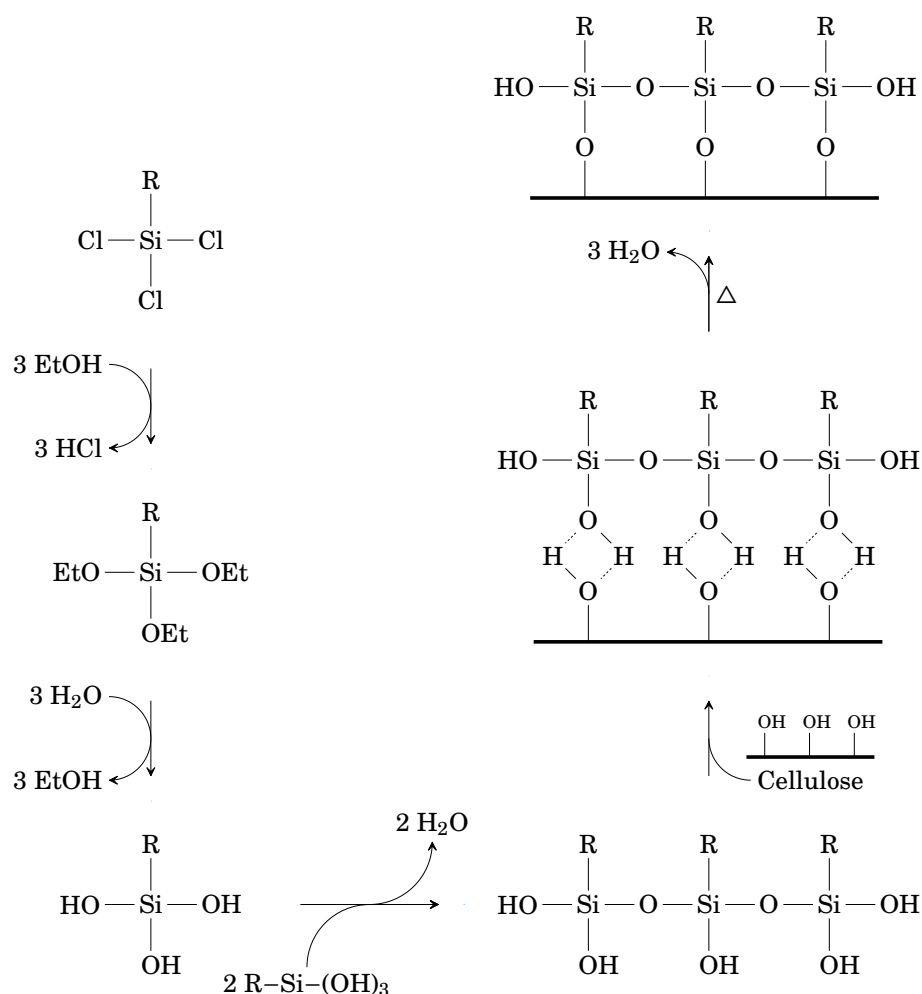 R
Cl Si Cl
Cl
3 EtOH
3 HCl
R
EtO Si OEt
OEt
3 H₂O
3 EtOH
R
HO Si OH
OH
2 H₂O
2 R–Si–(OH)₃
R R R
HO Si O Si O Si OH
OH OH OH
OH OH OH
Cellulose
R R R
HO Si O Si O Si OH
O O O
H H H H H H
O O O
3 H₂O
△
R R R
HO Si O Si O Si OH
O O O